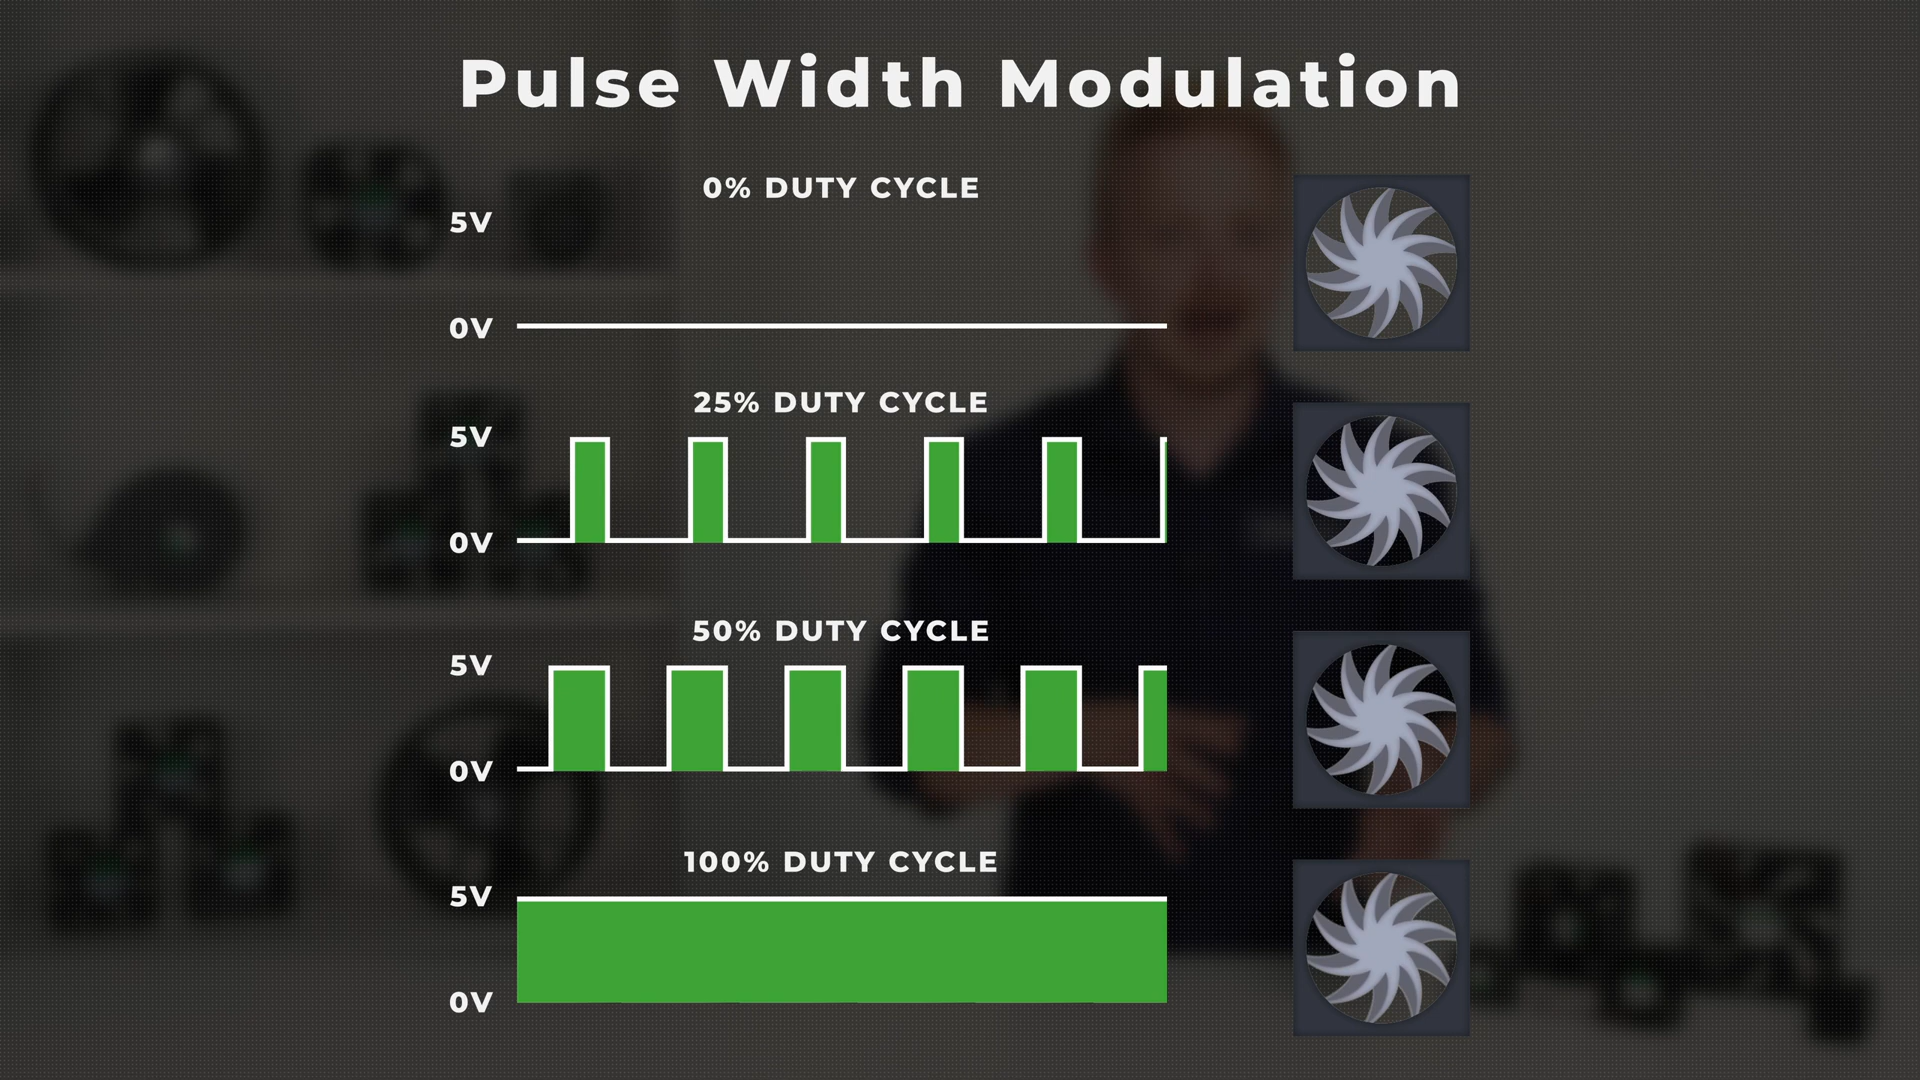 Pulse Width Modulation
0% DUTY CYCLE
5V
0V
25% DUTY CYCLE
5V
0V
50% DUTY CYCLE
5V
0V
100% DUTY CYCLE
5V
0V